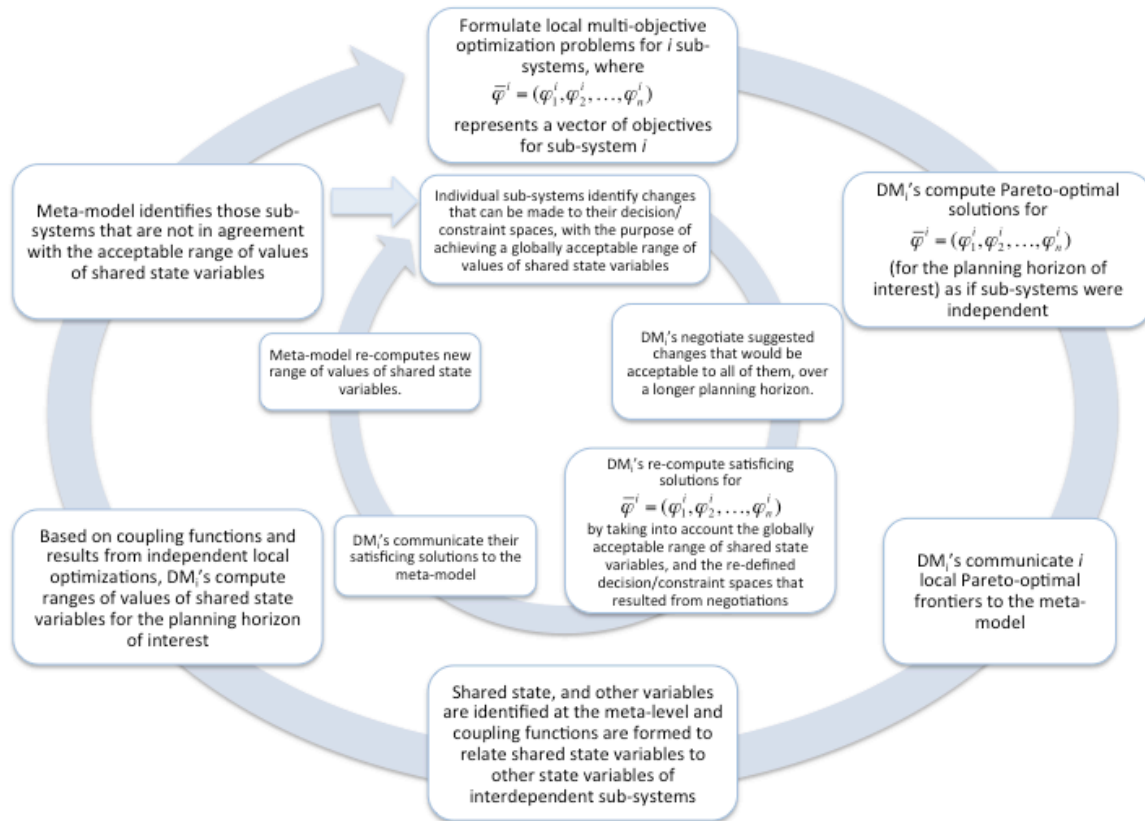 Formulate local multi-objective
optimization problems for i sub-
systems, where
φ̅ⁱ = (φ₁ⁱ, φ₂ⁱ, …, φₙⁱ)
represents a vector of objectives
for sub-system i
DMᵢ's compute Pareto-optimal
solutions for
φ̅ⁱ = (φ₁ⁱ, φ₂ⁱ, …, φₙⁱ)
(for the planning horizon of
interest) as if sub-systems were
independent
DMᵢ's communicate i
local Pareto-optimal
frontiers to the meta-
model
Shared state, and other variables
are identified at the meta-level and
coupling functions are formed to
relate shared state variables to
other state variables of
interdependent sub-systems
Based on coupling functions and
results from independent local
optimizations, DMᵢ's compute
ranges of values of shared state
variables for the planning horizon
of interest
Meta-model identifies those sub-
systems that are not in agreement
with the acceptable range of values
of shared state variables
Individual sub-systems identify changes
that can be made to their decision/
constraint spaces, with the purpose of
achieving a globally acceptable range of
values of shared state variables
DMᵢ's negotiate suggested
changes that would be
acceptable to all of them, over
a longer planning horizon.
DMᵢ's re-compute satisficing
solutions for
φ̅ⁱ = (φ₁ⁱ, φ₂ⁱ, …, φₙⁱ)
by taking into account the globally
acceptable range of shared state
variables, and the re-defined
decision/constraint spaces that
resulted from negotiations
DMᵢ's communicate their
satisficing solutions to the
meta-model
Meta-model re-computes new
range of values of shared state
variables.